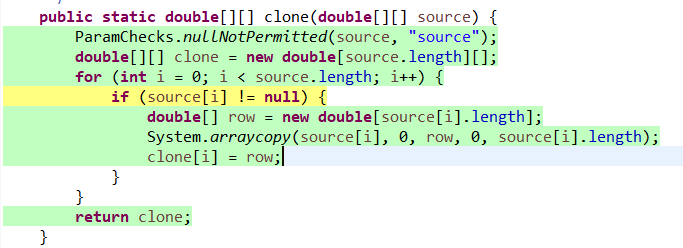 */
public static double[][] clone(double[][] source) {
ParamChecks.nullNotPermitted(source, "source");
double[][] clone = new double[source.length][];
for (int i = 0; i < source.length; i++) {
if (source[i] != null) {
double[] row = new double[source[i].length];
System.arraycopy(source[i], 0, row, 0, source[i].length);
clone[i] = row;
}
}
return clone;
}